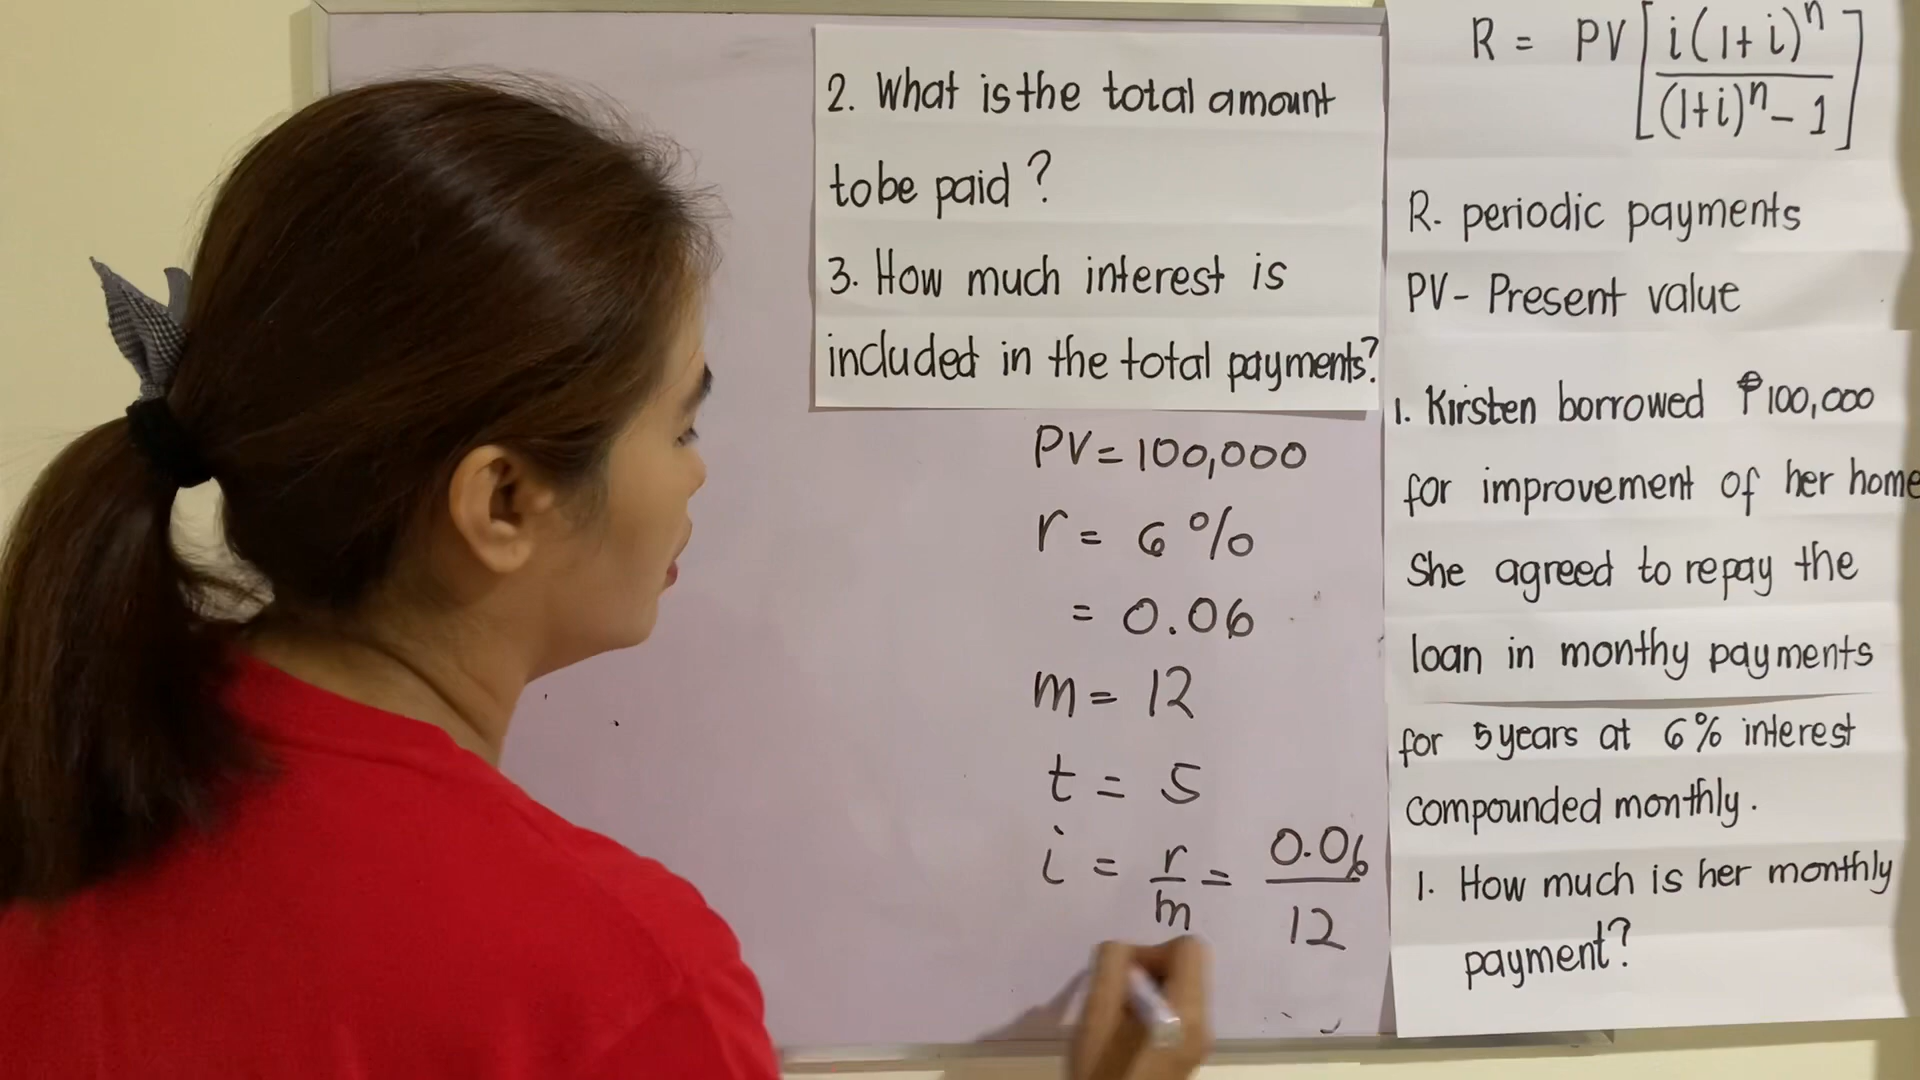 2. What is the total amount
to be paid ?
3. How much interest is
included in the total payments?
PV = 100,000
r = 6 %
= 0.06
m = 12
t = 5
i = r/m = 0.06/12
R = PV [ i(1+i)^n / (1+i)^n - 1 ]
R - periodic payments
PV - Present value
1. Kirsten borrowed ₱100,000
for improvement of her home
She agreed to repay the
loan in monthy payments
for 5 years at 6% interest
compounded monthly.
1. How much is her monthly
payment?